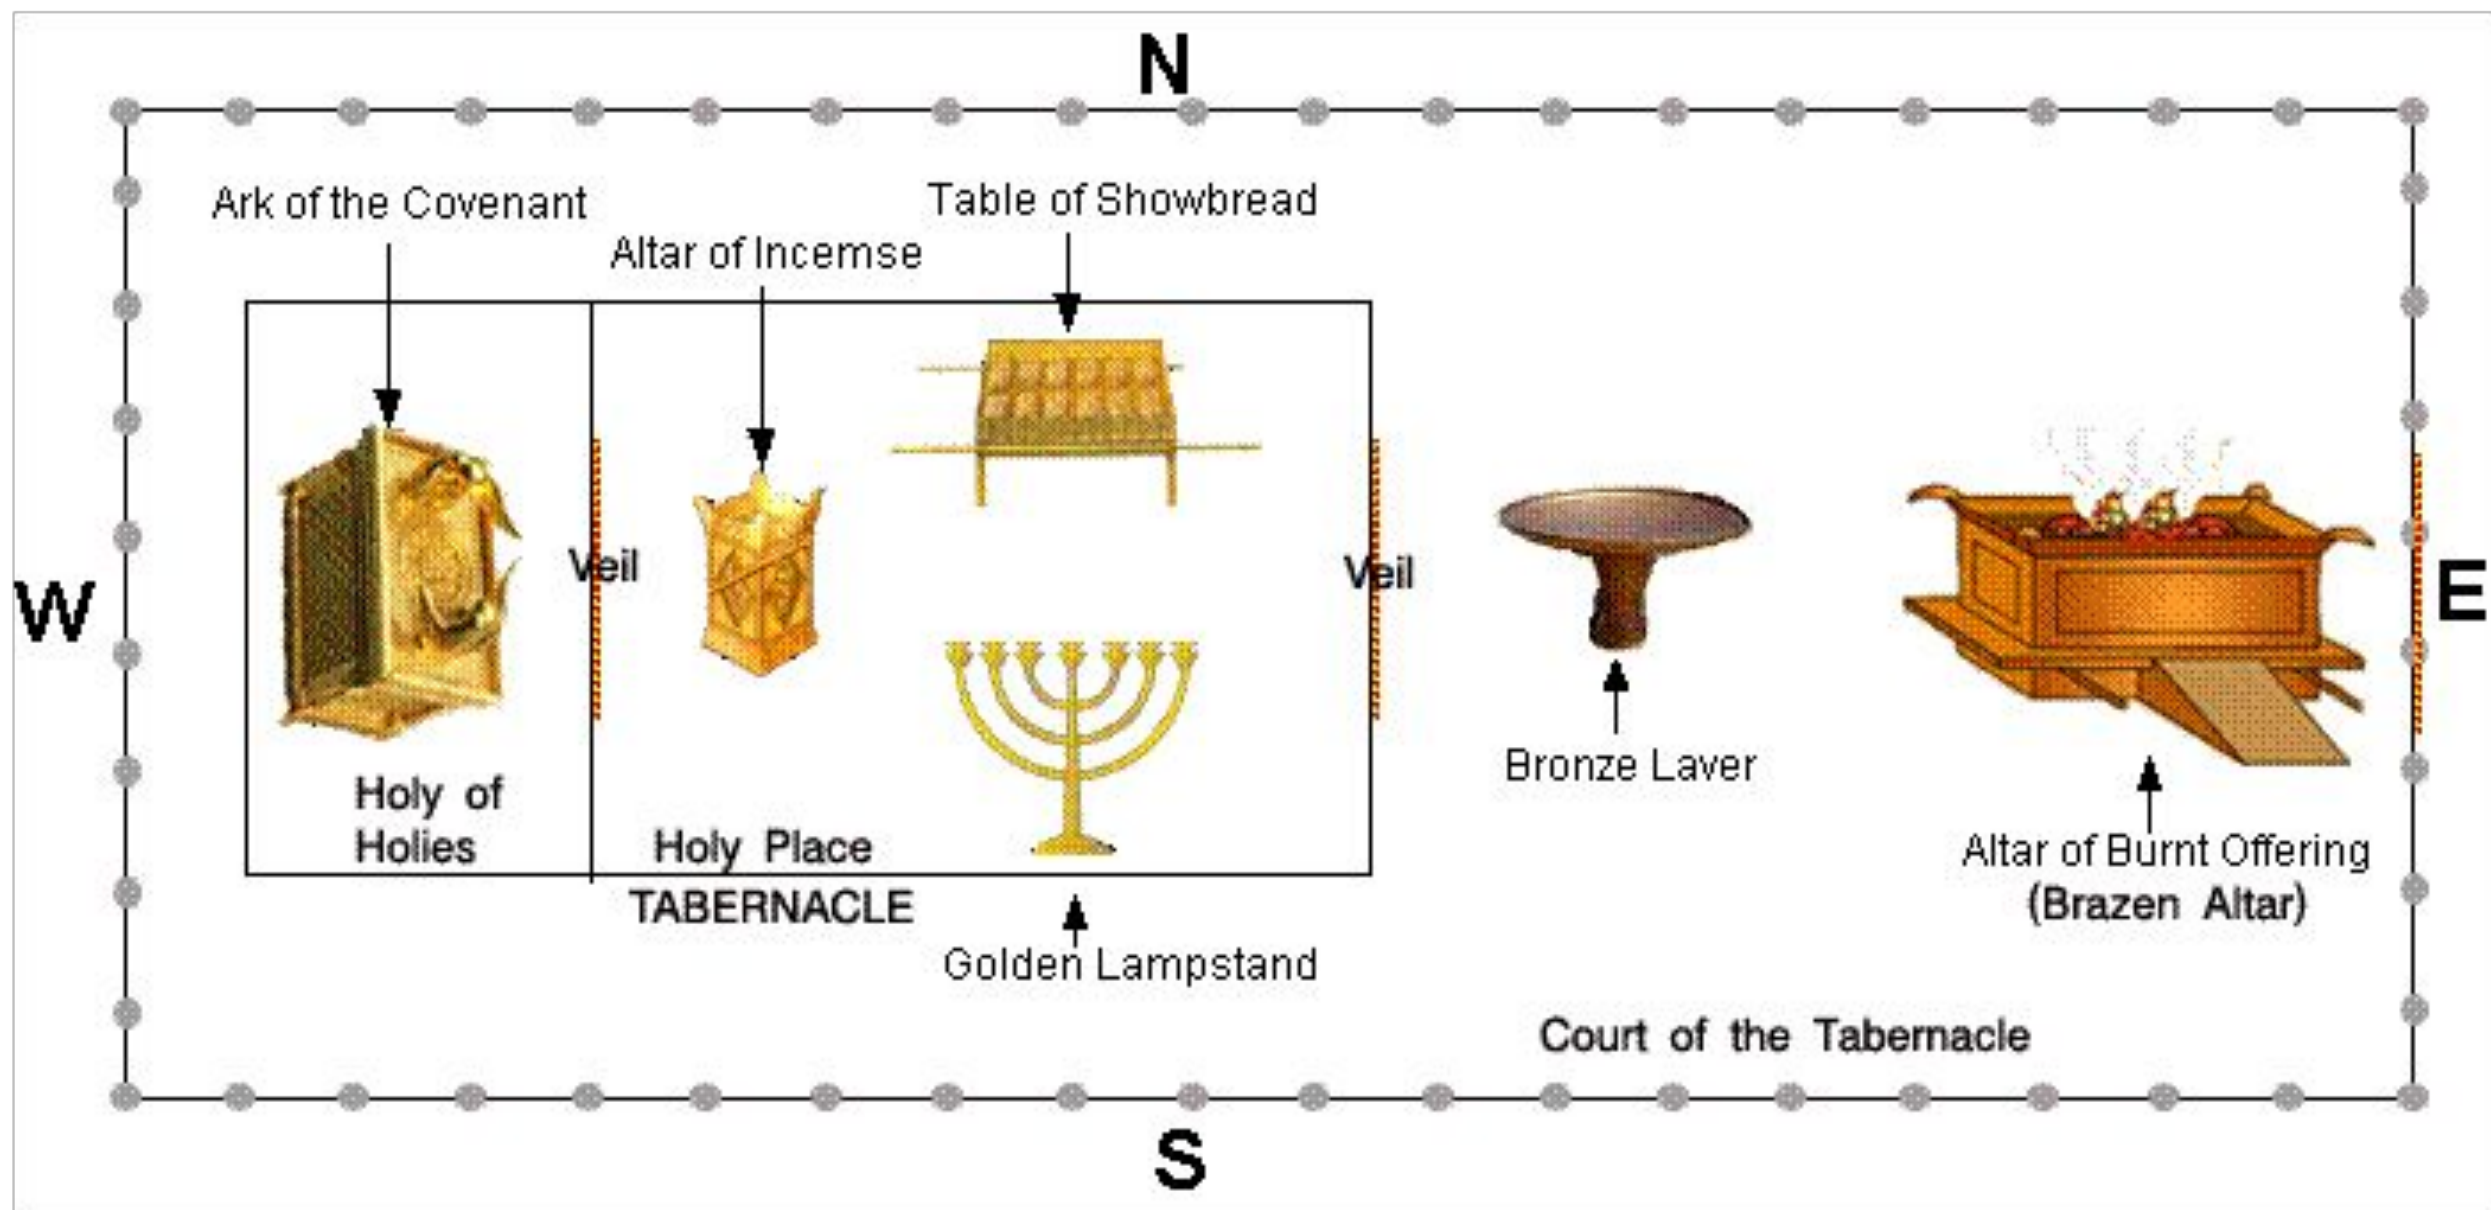 N
Ark of the Covenant
Table of Showbread
Altar of Incemse
Veil
Veil
W
E
Bronze Laver
Holy of
Holies
Holy Place
Altar of Burnt Offering
(Brazen Altar)
TABERNACLE
Golden Lampstand
Court of the Tabernacle
S